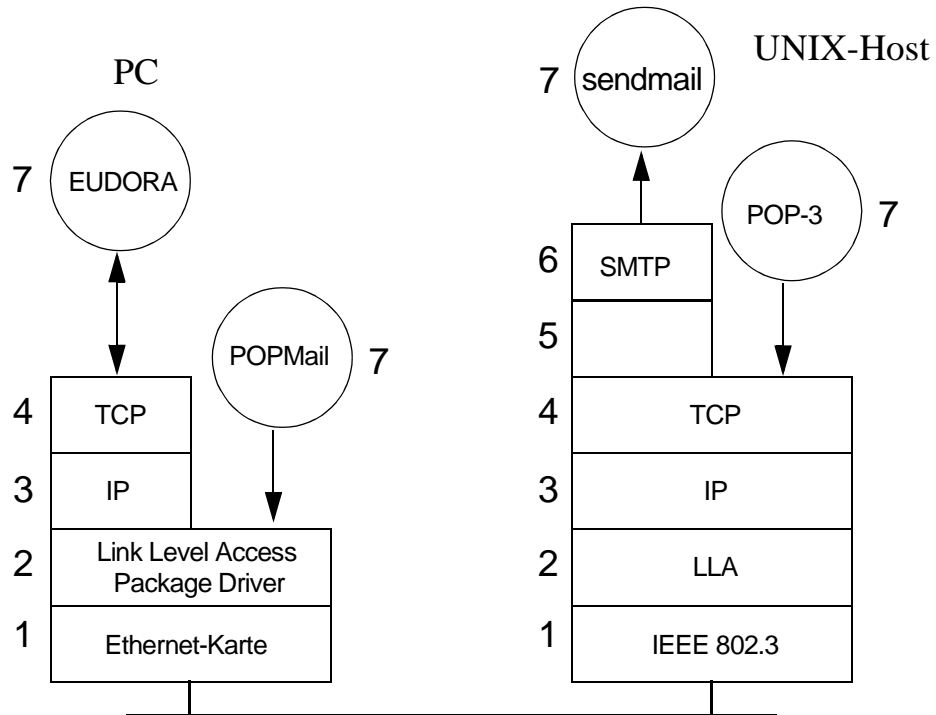 PC
7
EUDORA
POPMail
7
4
TCP
3
IP
2
Link Level Access
Package Driver
1
Ethernet-Karte
UNIX-Host
7
sendmail
POP-3
7
6
SMTP
5
4
TCP
3
IP
2
LLA
1
IEEE 802.3